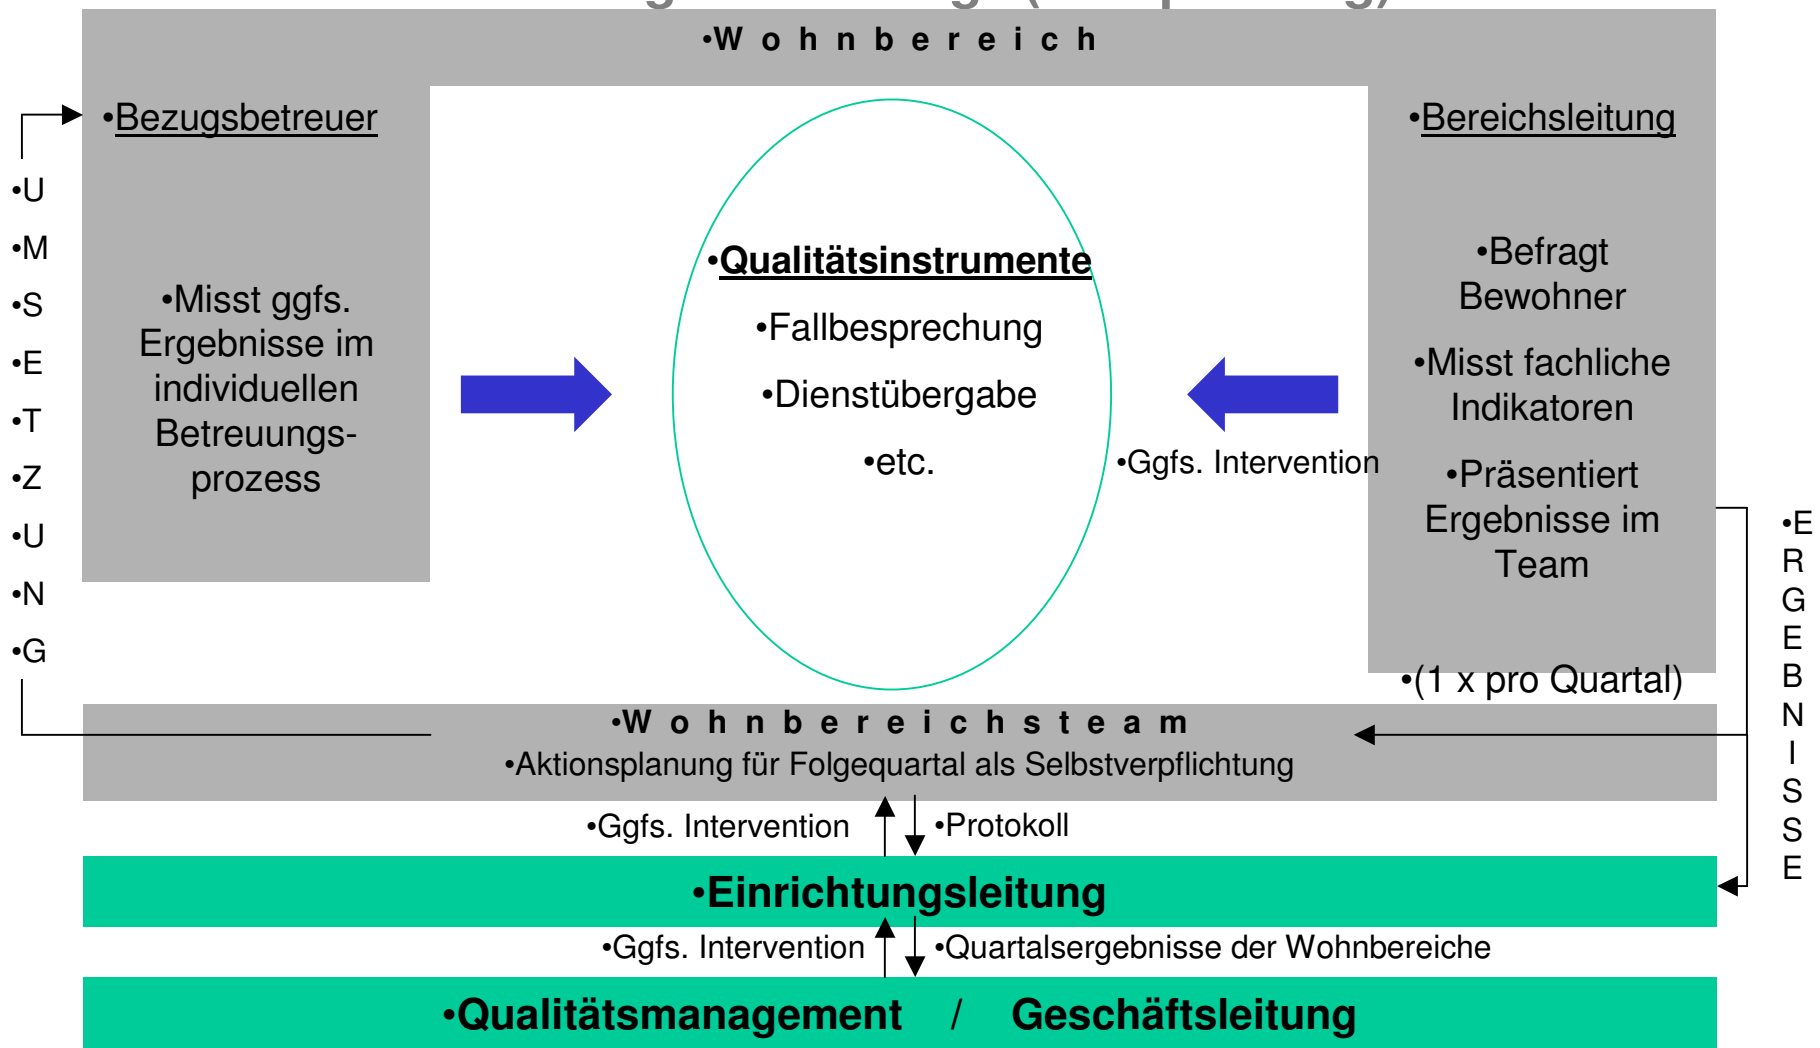 •W o h n b e r e i c h
•Bezugsbetreuer
•Misst ggfs.
Ergebnisse im
individuellen
Betreuungs-
prozess
•U
•M
•S
•E
•T
•Z
•U
•N
•G
•Qualitätsinstrumente
•Fallbesprechung
•Dienstübergabe
•etc.
•Ggfs. Intervention
•Bereichsleitung
•Befragt
Bewohner
•Misst fachliche
Indikatoren
•Präsentiert
Ergebnisse im
Team
•(1 x pro Quartal)
•E
R
G
E
B
N
I
S
S
E
•W o h n b e r e i c h s t e a m
•Aktionsplanung für Folgequartal als Selbstverpflichtung
•Ggfs. Intervention
•Protokoll
•Einrichtungsleitung
•Ggfs. Intervention
•Quartalsergebnisse der Wohnbereiche
•Qualitätsmanagement / Geschäftsleitung